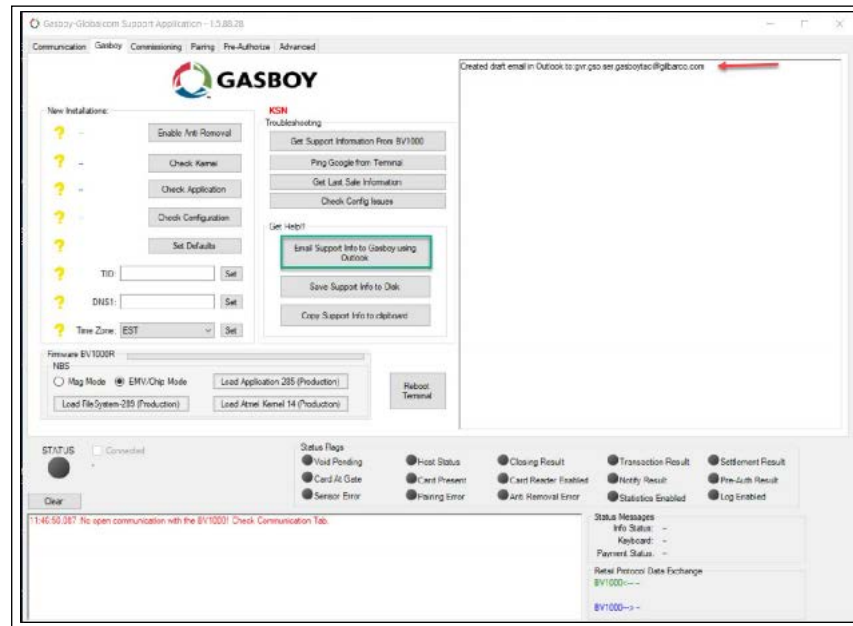 Gasboy-Globalcom Support Application - 1.5.88.28
Communication Gasboy Commissioning Pairing Pre-Authorize Advanced
GASBOY
Created draft email in Outlook to:gvr.gso.ser.gasboytac@gilbarco.com
New Installations:
KSN
Troubleshooting
? - Enable Anti Removal
Get Support Information From BV1000
? - Check Kernel
Ping Google from Terminal
? - Check Application
Get Last Sale Information
Check Config Issues
? - Check Configuration
Get Help!!
? Set Defaults
Email Support Info to Gasboy using
Outlook
? TID: Set
Save Support Info to Disk
? DNS1: Set
Copy Support Info to clipboard
? Time Zone: EST Set
Firmware BV1000R
NBS
Mag Mode EMV/Chip Mode Load Application 285 (Production)
Reboot
Terminal
Load FileSystem-289 (Production) Load Atmel Kernel 14 (Production)
STATUS Connected
-
Clear
Status Flags
Void Pending Host Status Closing Result Transaction Result Settlement Result
Card At Gate Card Present Card Reader Enabled Notify Result Pre-Auth Result
Sensor Error Pairing Error Anti Removal Error Statistics Enabled Log Enabled
11:46:50.087 :No open communication with the BV1000! Check Communication Tab.
Status Messages
Info Status: -
Keyboard: -
Payment Status: -
Retail Protocol Data Exchange
BV1000<-- -
BV1000--> -